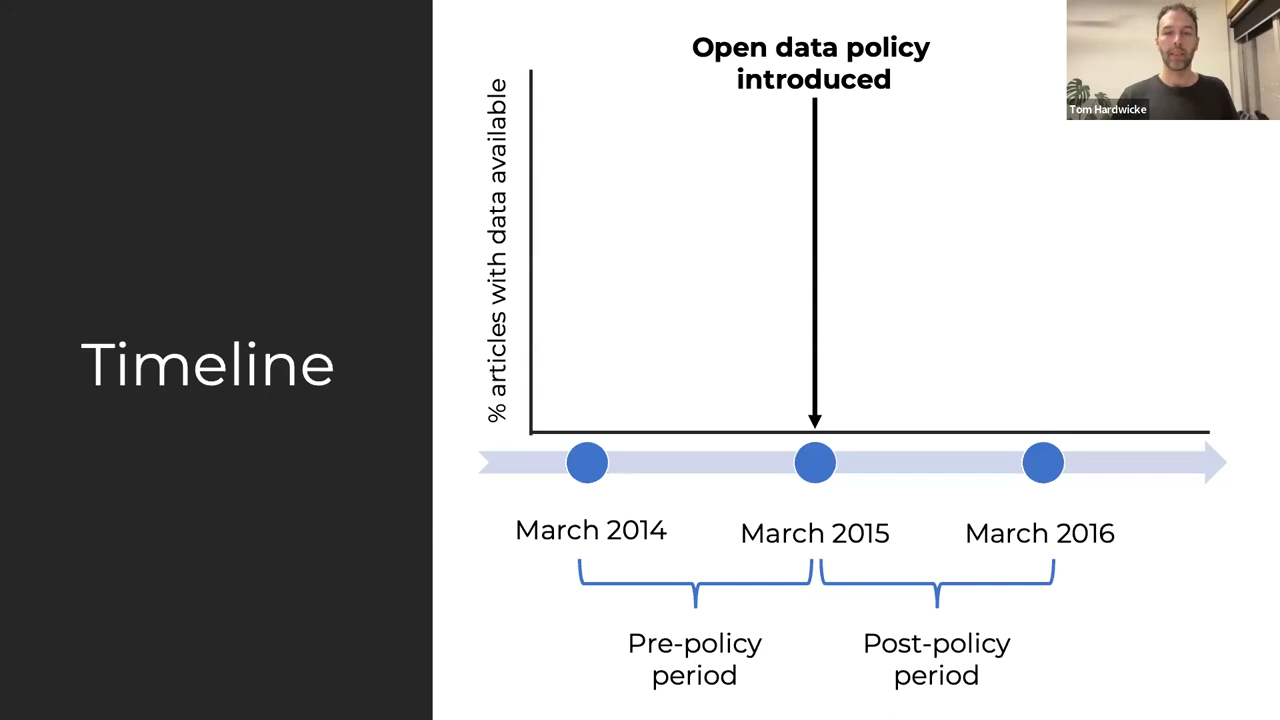 Timeline
Open data policy
introduced
% articles with data available
March 2014
March 2015
March 2016
Pre-policy
period
Post-policy
period
Tom Hardwicke